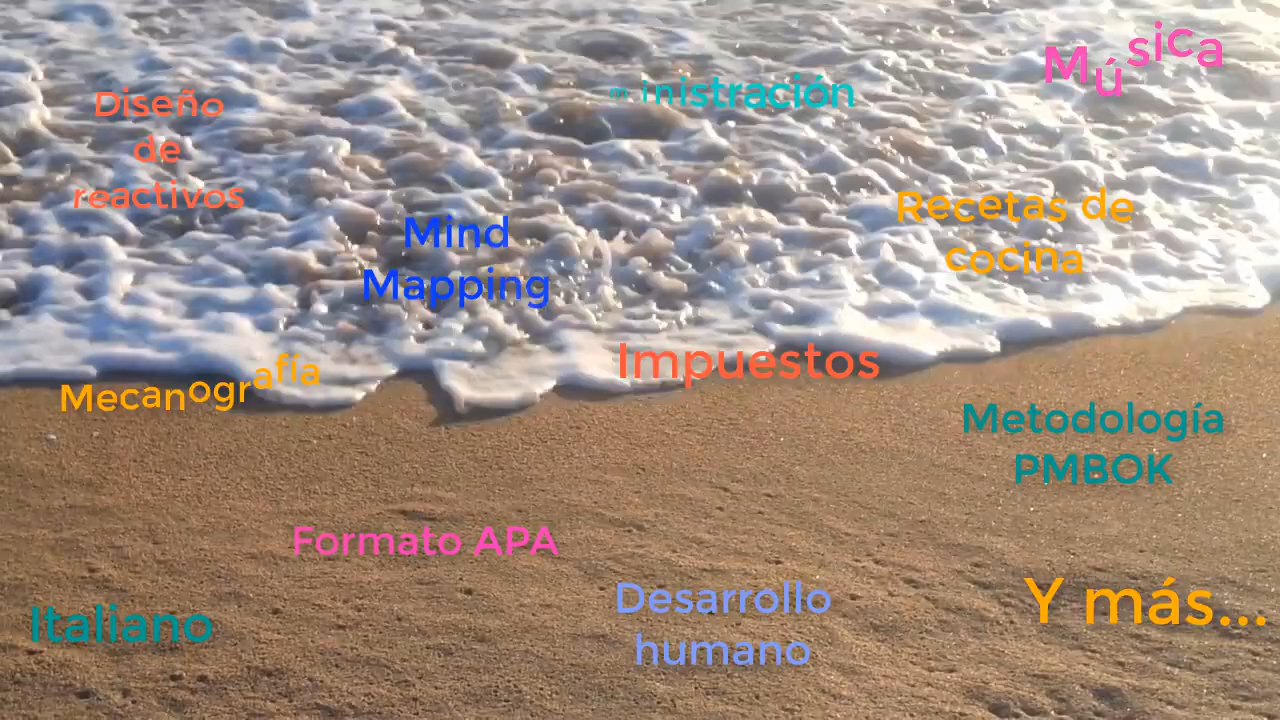 Música
Diseño
de
reactivos
Recetas de
cocina
Mind
Mapping
Impuestos
Mecanografía
Metodología
PMBOK
Formato APA
Desarrollo
humano
Y más...
Italiano